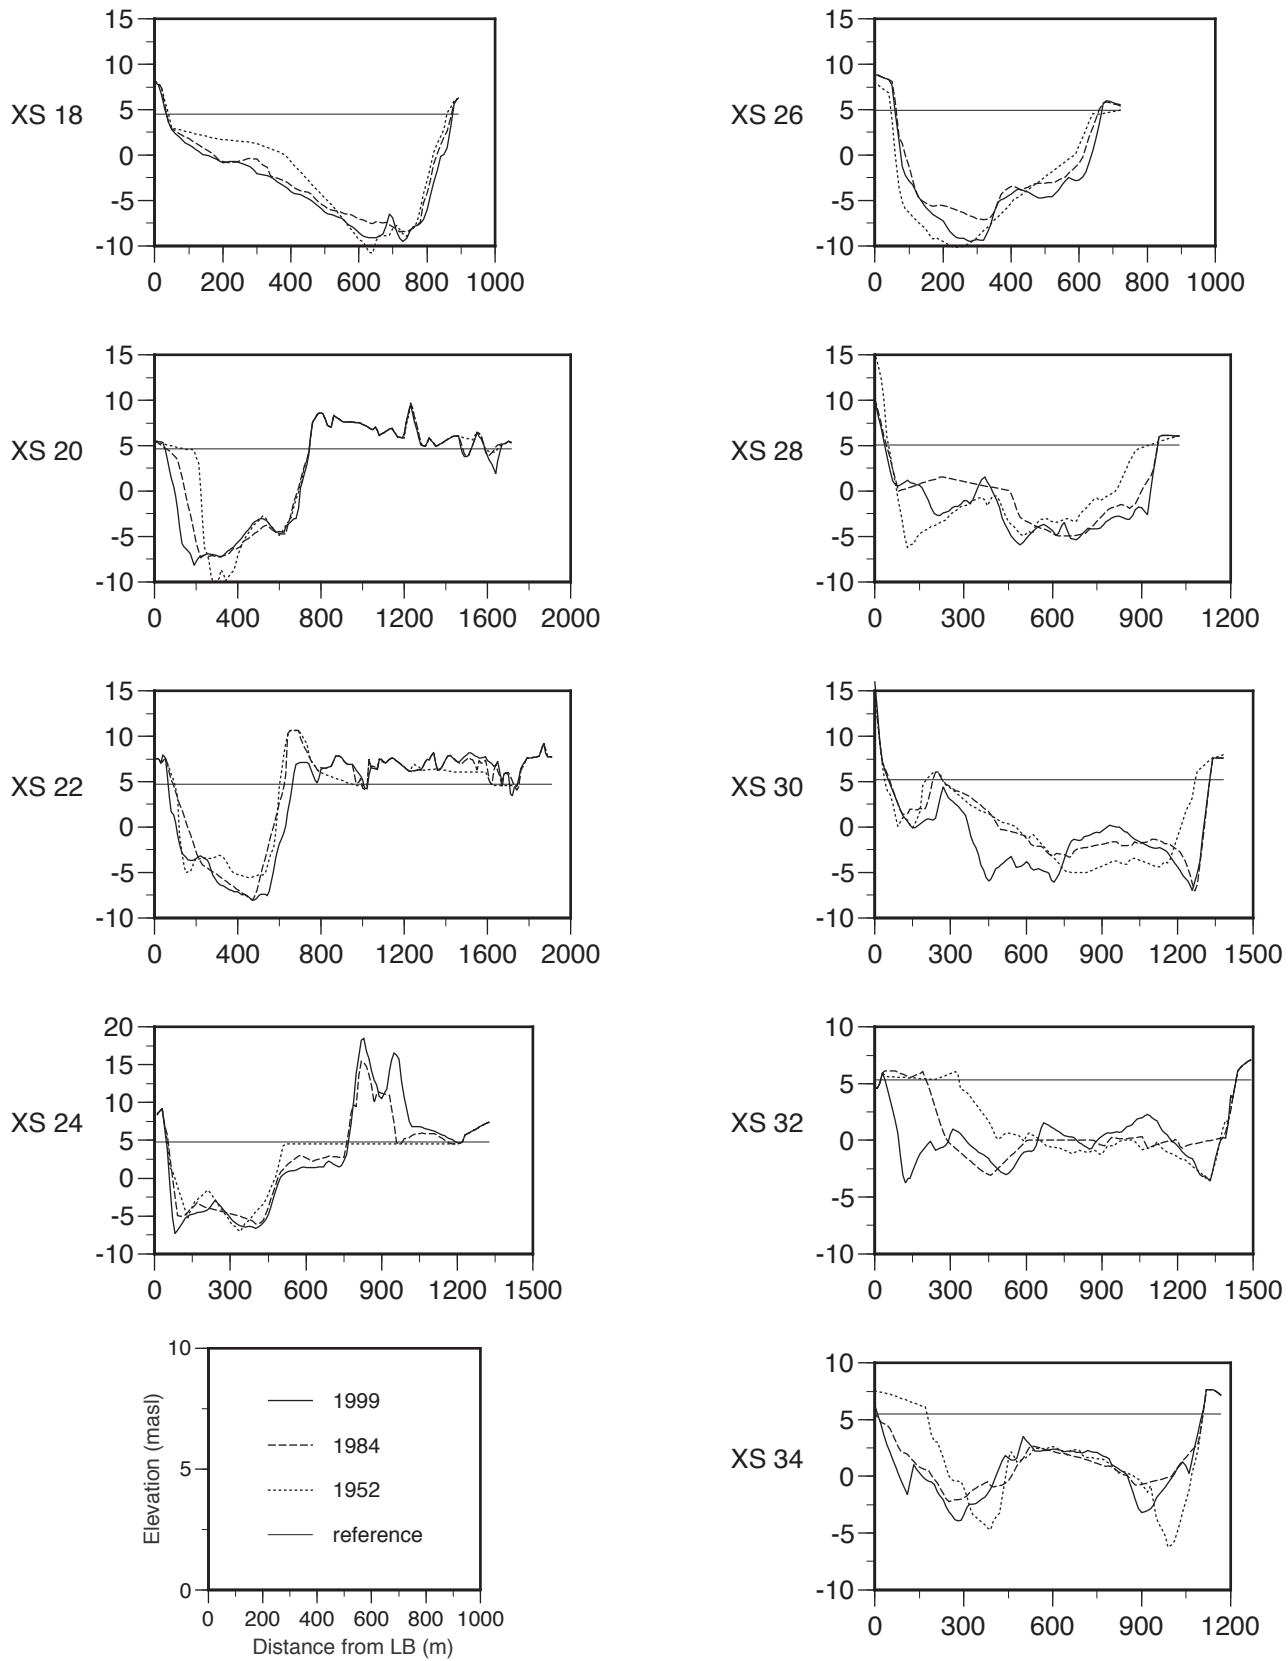 XS 18
15
10
5
0
-5
-10
0 200 400 600 800 1000
XS 26
15
10
5
0
-5
-10
0 200 400 600 800 1000
XS 20
15
10
5
0
-5
-10
0 400 800 1200 1600 2000
XS 28
15
10
5
0
-5
-10
0 300 600 900 1200
XS 22
15
10
5
0
-5
-10
0 400 800 1200 1600 2000
XS 30
15
10
5
0
-5
-10
0 300 600 900 1200 1500
XS 24
20
15
10
5
0
-5
-10
0 300 600 900 1200 1500
XS 32
10
5
0
-5
-10
0 300 600 900 1200 1500
Elevation (masl)
10
5
0
1999
1984
1952
reference
0 200 400 600 800 1000
Distance from LB (m)
XS 34
10
5
0
-5
-10
0 300 600 900 1200